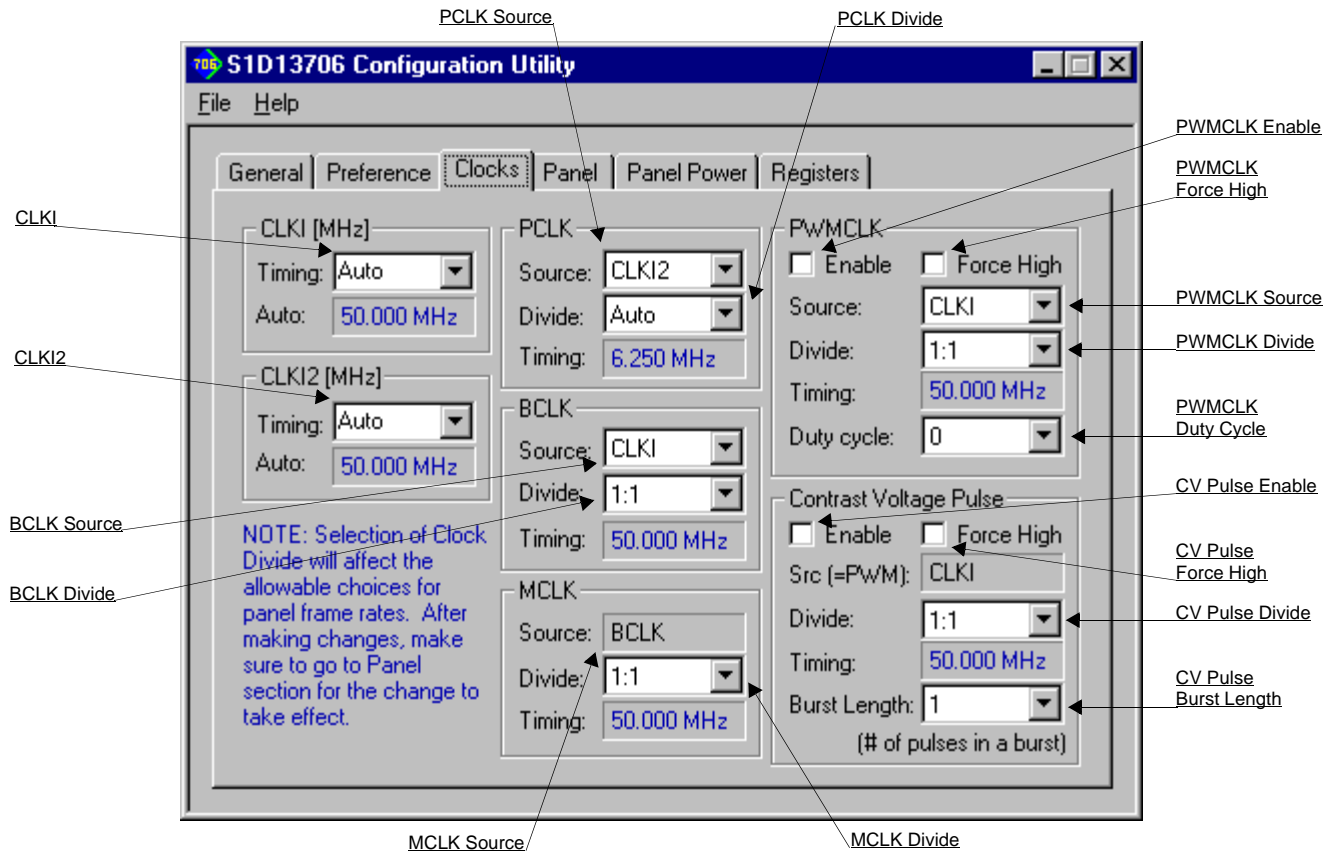 PCLK Source
PCLK Divide
706 S1D13706 Configuration Utility
File Help
General Preference Clocks Panel Panel Power Registers
CLKI
CLKI2
BCLK Source
BCLK Divide
CLKI [MHz]
Timing: Auto
Auto: 50.000 MHz
CLKI2 [MHz]
Timing: Auto
Auto: 50.000 MHz
NOTE: Selection of Clock
Divide will affect the
allowable choices for
panel frame rates. After
making changes, make
sure to go to Panel
section for the change to
take effect.
PCLK
Source: CLKI2
Divide: Auto
Timing: 6.250 MHz
BCLK
Source: CLKI
Divide: 1:1
Timing: 50.000 MHz
MCLK
Source: BCLK
Divide: 1:1
Timing: 50.000 MHz
PWMCLK
Enable Force High
Source: CLKI
Divide: 1:1
Timing: 50.000 MHz
Duty cycle: 0
Contrast Voltage Pulse
Enable Force High
Src (=PWM): CLKI
Divide: 1:1
Timing: 50.000 MHz
Burst Length: 1
(# of pulses in a burst)
PWMCLK Enable
PWMCLK
Force High
PWMCLK Source
PWMCLK Divide
PWMCLK
Duty Cycle
CV Pulse Enable
CV Pulse
Force High
CV Pulse Divide
CV Pulse
Burst Length
MCLK Source
MCLK Divide